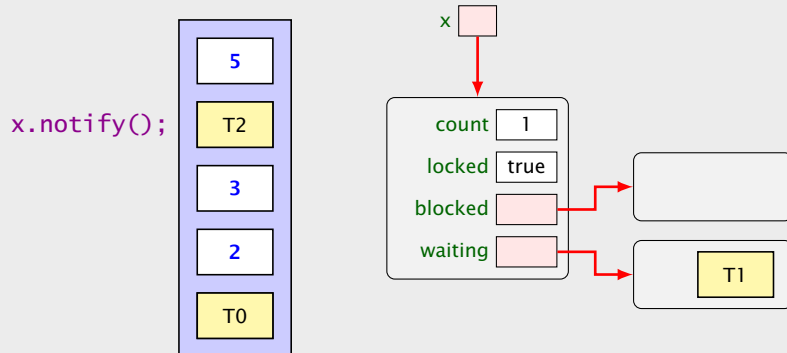 x
5
x.notify();
T2
count 1
locked true
3
blocked
2
waiting
T1
T0